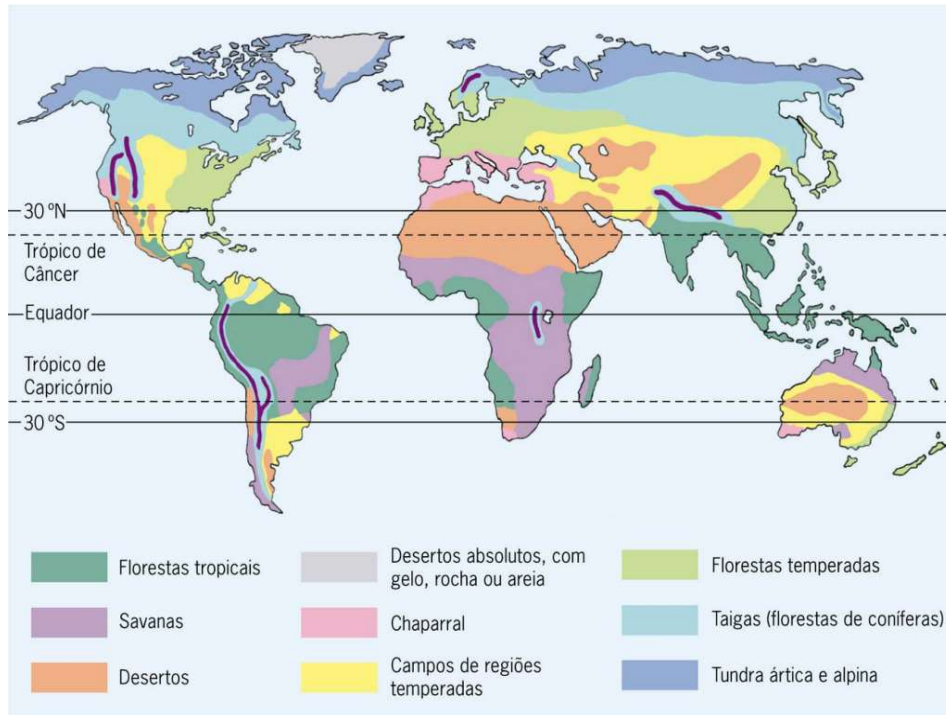 30 ºN
Trópico de
Câncer
Equador
Trópico de
Capricórnio
30 ºS
Florestas tropicais
Savanas
Desertos
Desertos absolutos, com
gelo, rocha ou areia
Chaparral
Campos de regiões
temperadas
Florestas temperadas
Taigas (florestas de coníferas)
Tundra ártica e alpina